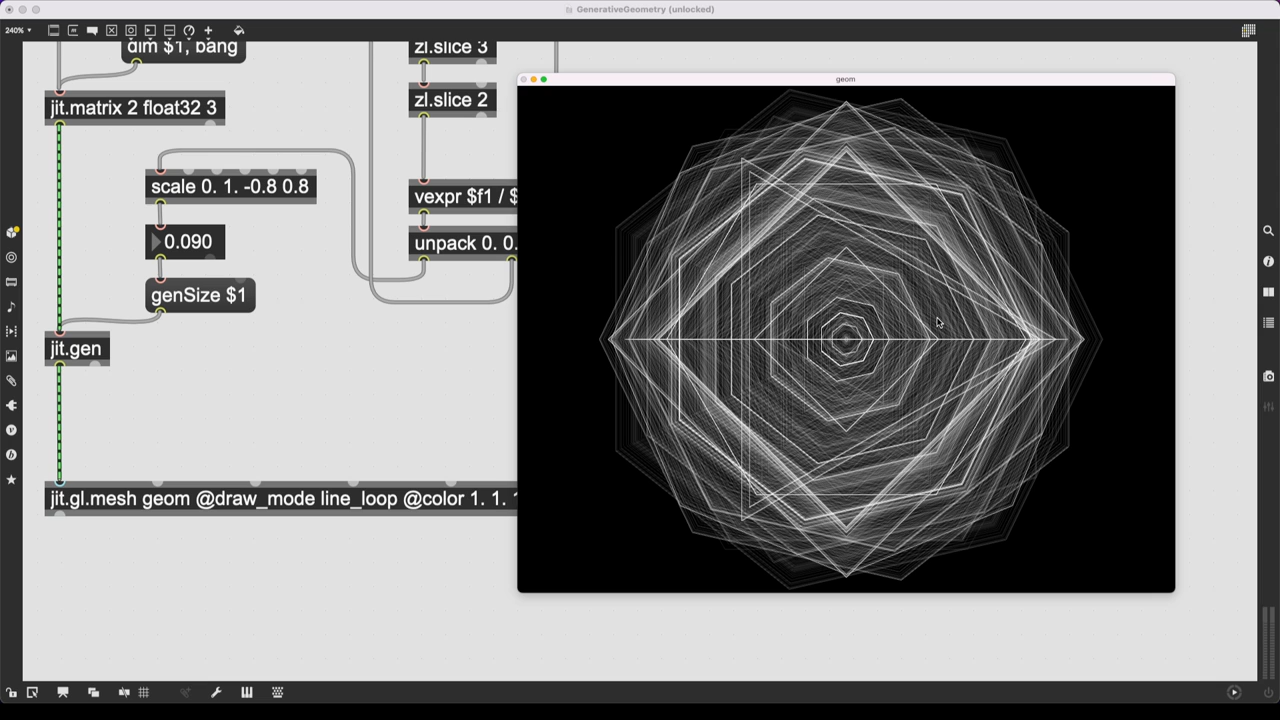 GenerativeGeometry (unlocked)
240%
dim $1, bang
zl.slice 3
geom
jit.matrix 2 float32 3
zl.slice 2
scale 0. 1. -0.8 0.8
vexpr $f1 / $
0.090
unpack 0. 0.
genSize $1
jit.gen
jit.gl.mesh geom @draw_mode line_loop @color 1. 1. 1